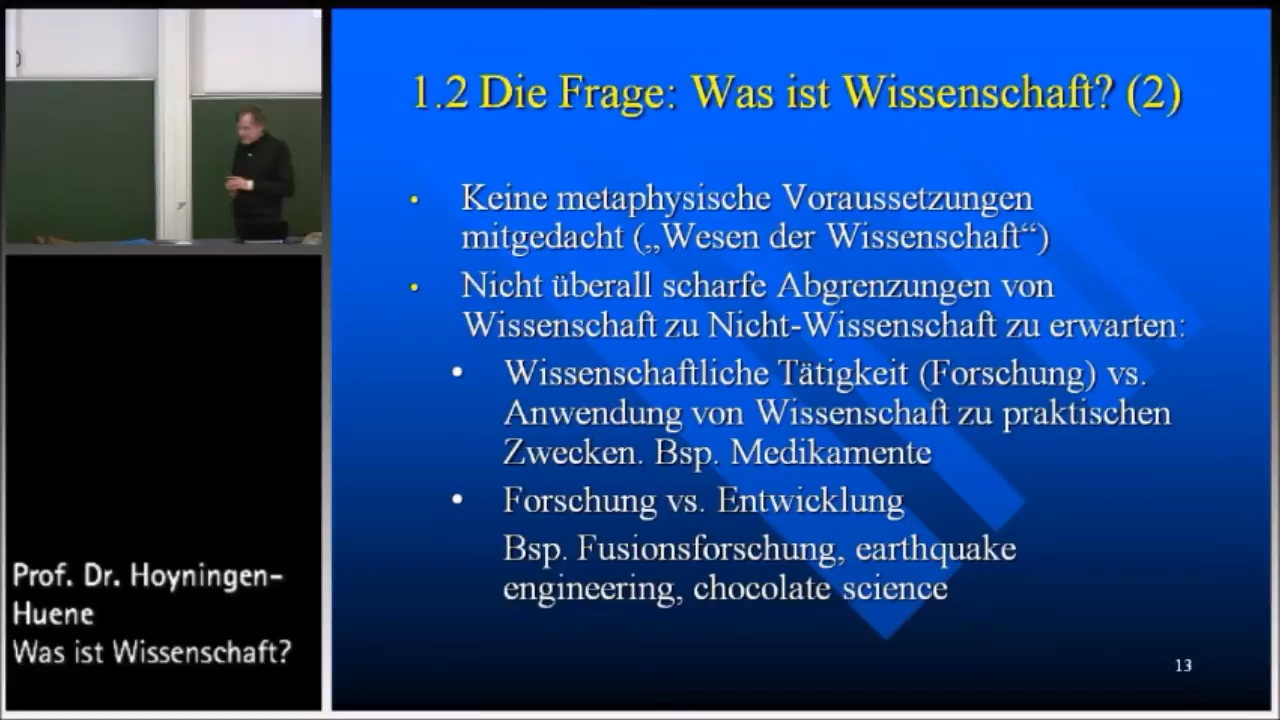 1.2 Die Frage: Was ist Wissenschaft? (2)
• Keine metaphysische Voraussetzungen
mitgedacht („Wesen der Wissenschaft“)
• Nicht überall scharfe Abgrenzungen von
Wissenschaft zu Nicht-Wissenschaft zu erwarten:
• Wissenschaftliche Tätigkeit (Forschung) vs.
Anwendung von Wissenschaft zu praktischen
Zwecken. Bsp. Medikamente
• Forschung vs. Entwicklung
Bsp. Fusionsforschung, earthquake
engineering, chocolate science
13
Prof. Dr. Hoyningen-
Huene
Was ist Wissenschaft?